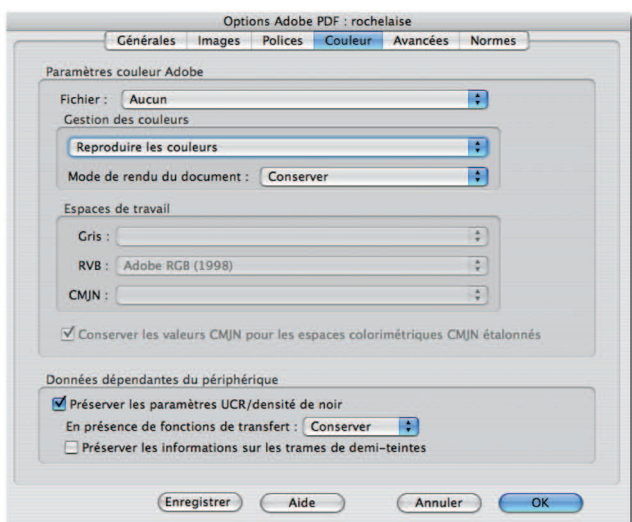 Options Adobe PDF : rochelaise
Générales Images Polices Couleur Avancées Normes
Paramètres couleur Adobe
Fichier : Aucun
Gestion des couleurs
Reproduire les couleurs
Mode de rendu du document : Conserver
Espaces de travail
Gris :
RVB : Adobe RGB (1998)
CMJN :
Conserver les valeurs CMJN pour les espaces colorimétriques CMJN étalonnés
Données dépendantes du périphérique
Préserver les paramètres UCR/densité de noir
En présence de fonctions de transfert : Conserver
Préserver les informations sur les trames de demi-teintes
Enregistrer Aide Annuler OK